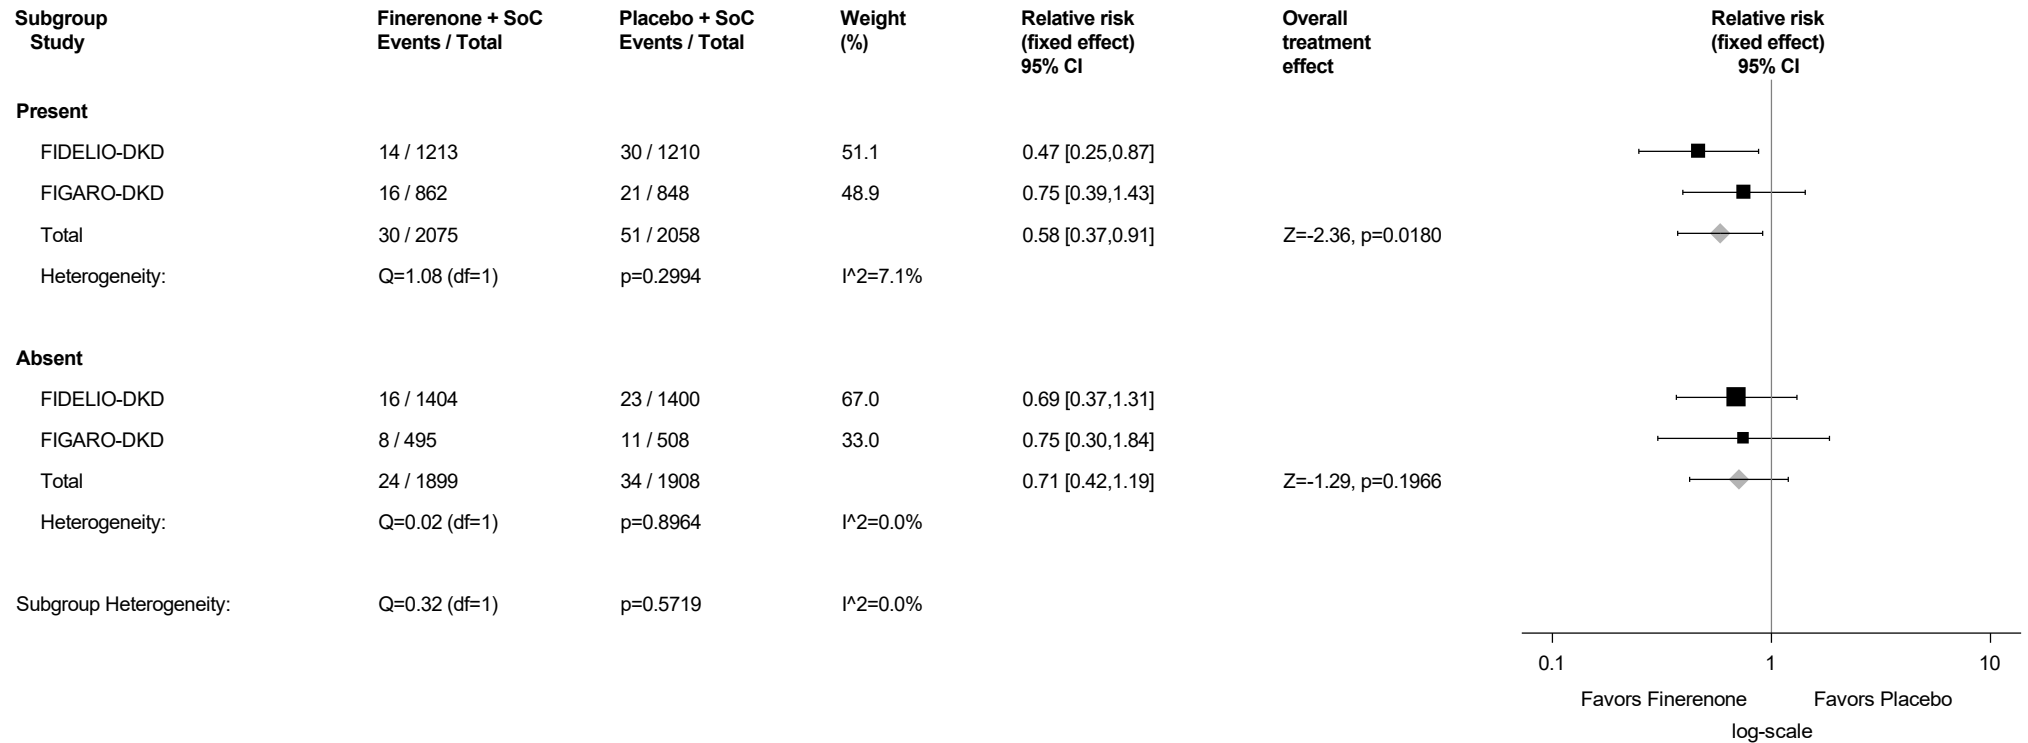 Subgroup Finerenone + SoC Placebo + SoC Weight Relative risk Overall Relative risk
Study Events / Total Events / Total (%) (fixed effect) treatment (fixed effect)
95% CI effect 95% CI
Present
FIDELIO-DKD 14 / 1213 30 / 1210 51.1 0.47 [0.25,0.87]
FIGARO-DKD 16 / 862 21 / 848 48.9 0.75 [0.39,1.43]
Total 30 / 2075 51 / 2058 0.58 [0.37,0.91] Z=-2.36, p=0.0180
Heterogeneity: Q=1.08 (df=1) p=0.2994 I^2=7.1%
Absent
FIDELIO-DKD 16 / 1404 23 / 1400 67.0 0.69 [0.37,1.31]
FIGARO-DKD 8 / 495 11 / 508 33.0 0.75 [0.30,1.84]
Total 24 / 1899 34 / 1908 0.71 [0.42,1.19] Z=-1.29, p=0.1966
Heterogeneity: Q=0.02 (df=1) p=0.8964 I^2=0.0%
Subgroup Heterogeneity: Q=0.32 (df=1) p=0.5719 I^2=0.0%
0.1 1 10
Favors Finerenone Favors Placebo
log-scale